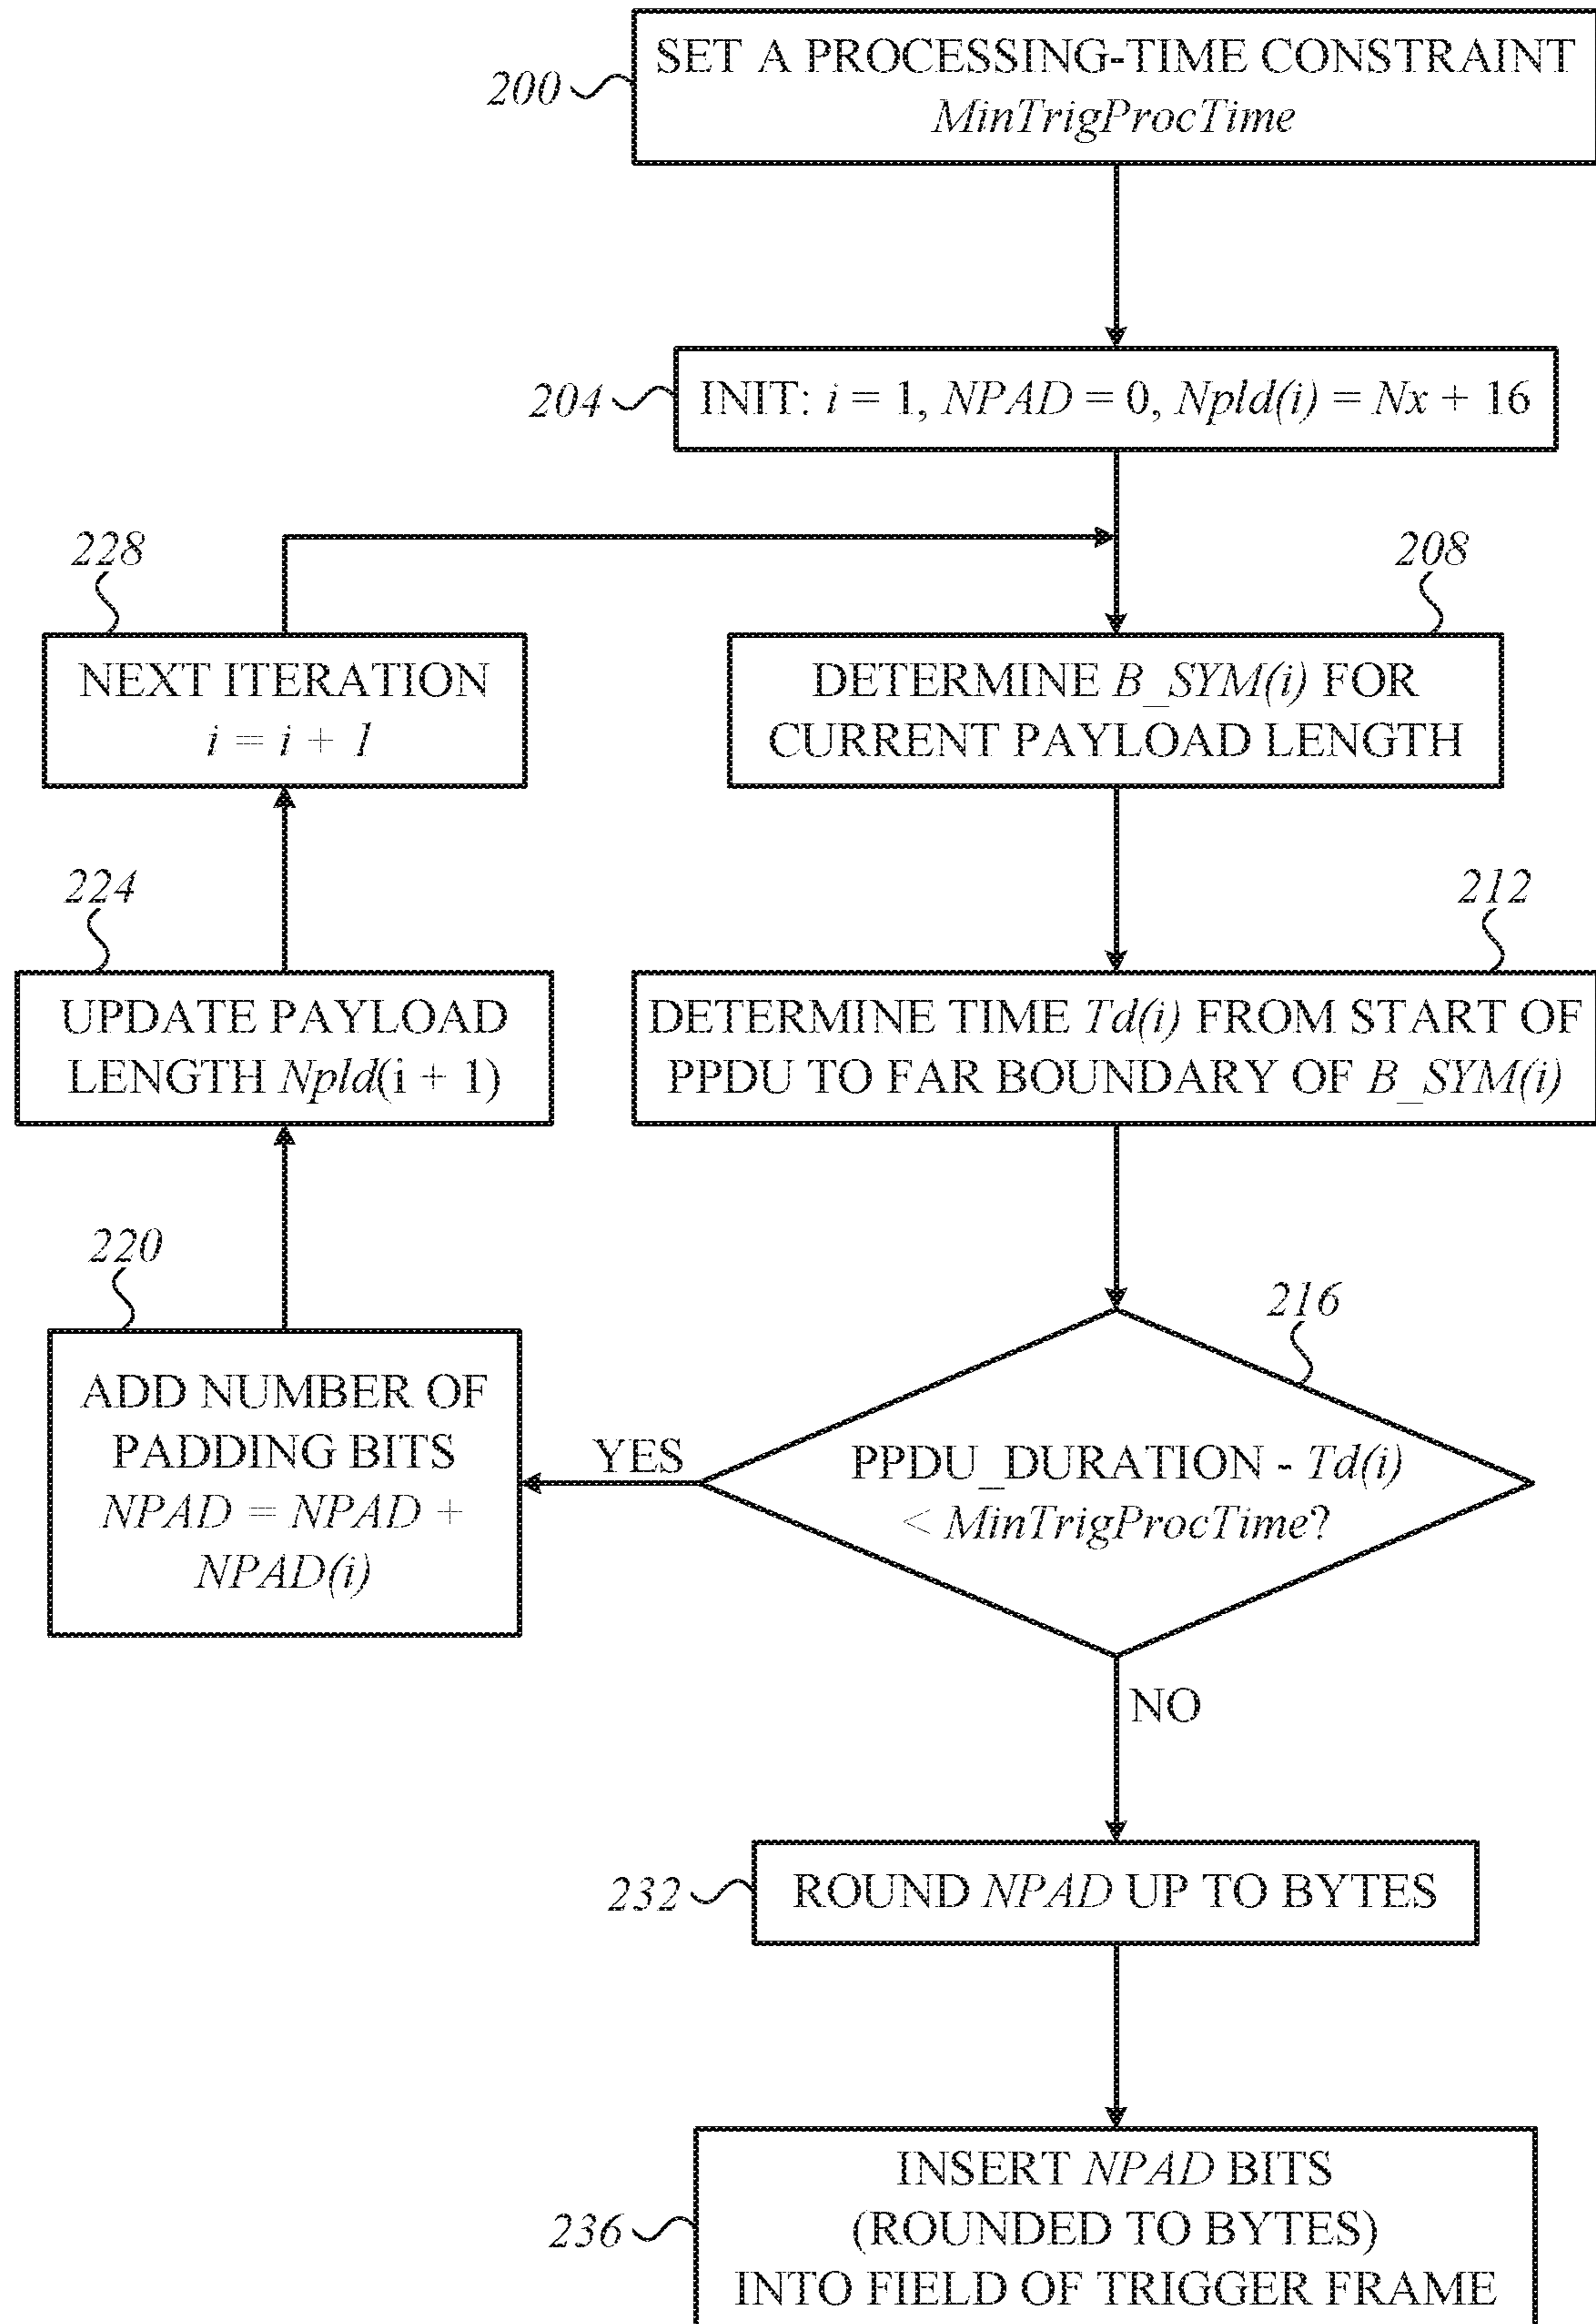 200
SET A PROCESSING-TIME CONSTRAINT
MinTrigProcTime
204
INIT: i = 1, NPAD = 0, Npld(i) = Nx + 16
228
208
NEXT ITERATION
i = i + 1
DETERMINE B_SYM(i) FOR
CURRENT PAYLOAD LENGTH
224
212
UPDATE PAYLOAD
LENGTH Npld(i + 1)
DETERMINE TIME Td(i) FROM START OF
PPDU TO FAR BOUNDARY OF B_SYM(i)
220
216
ADD NUMBER OF
PADDING BITS
NPAD = NPAD +
NPAD(i)
YES
PPDU_DURATION - Td(i)
< MinTrigProcTime?
NO
232
ROUND NPAD UP TO BYTES
236
INSERT NPAD BITS
(ROUNDED TO BYTES)
INTO FIELD OF TRIGGER FRAME